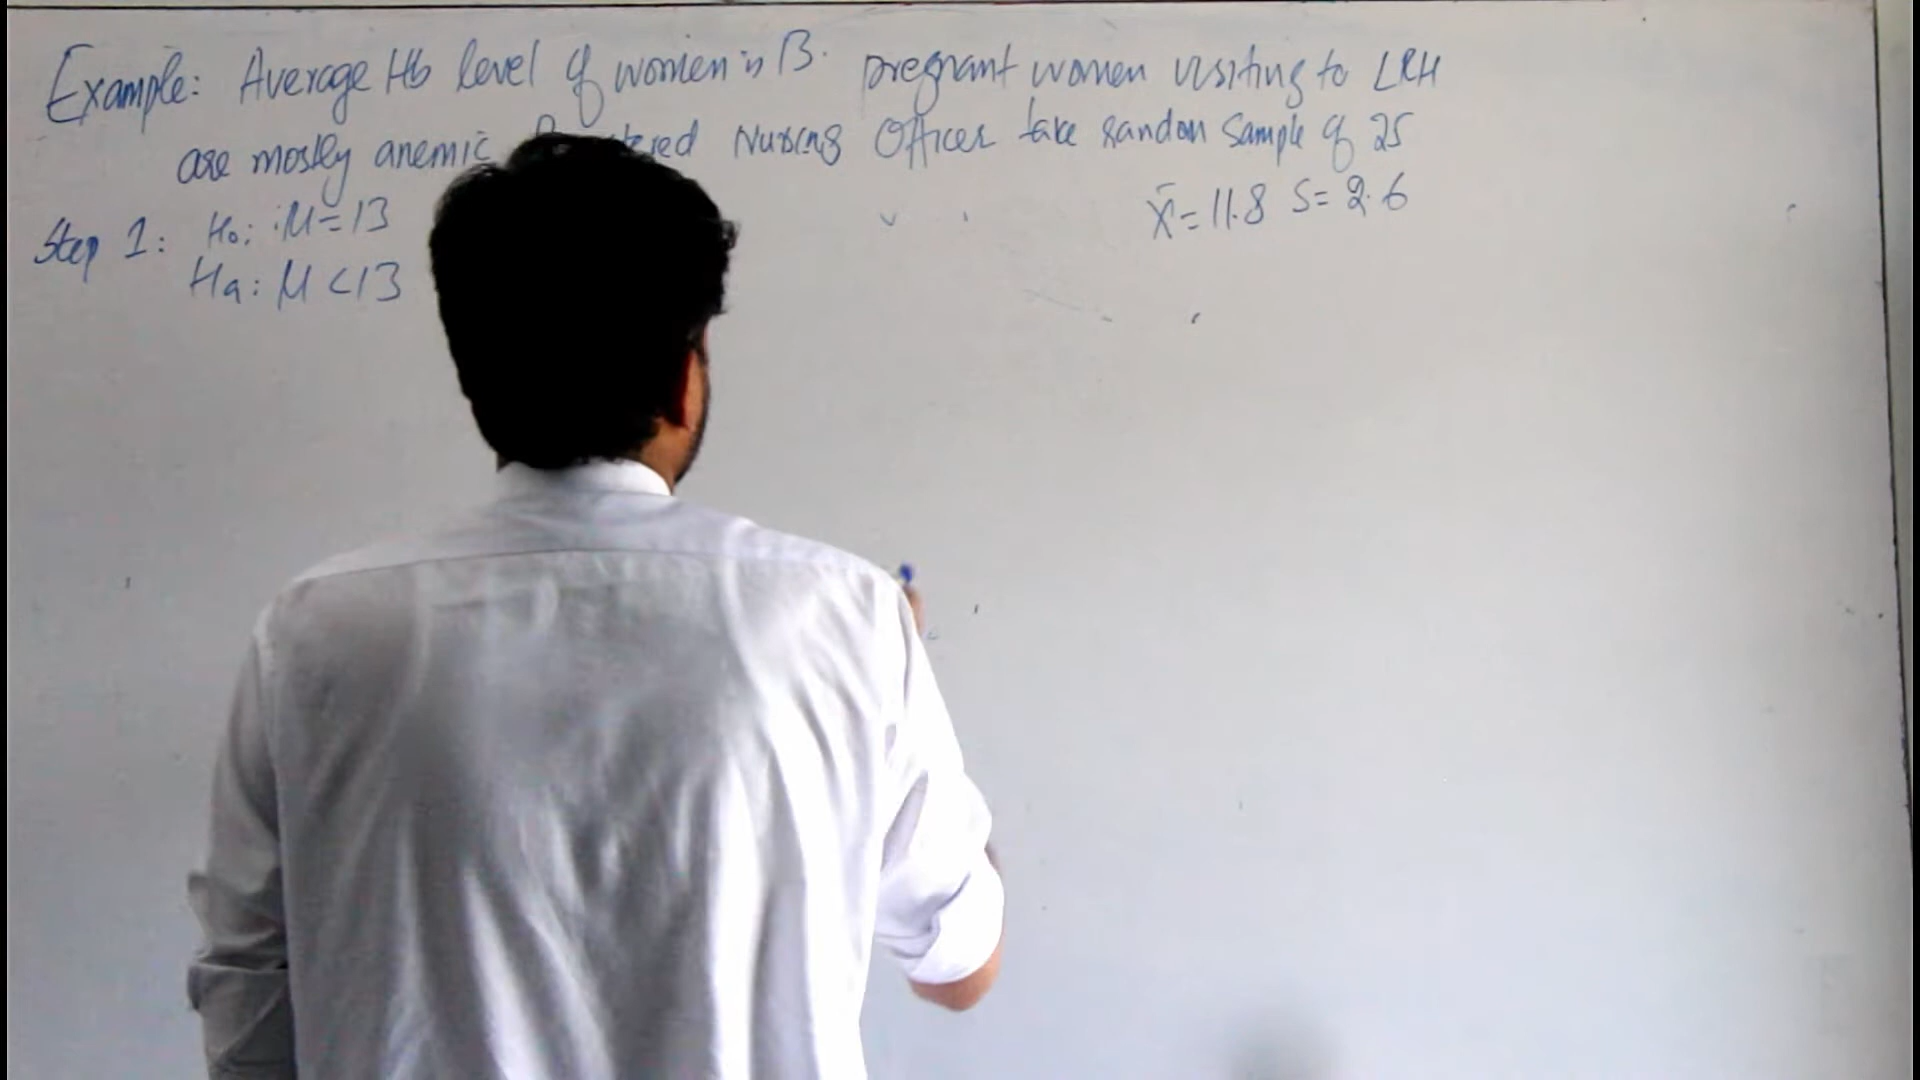 Example: Average Hb level of women is 13. pregnant women visiting to LRH
are mostly anemic Nursing Officer take random sample of 25
x̄ = 11.8 S = 2.6
Step 1: H₀: M = 13
Ha: M < 13